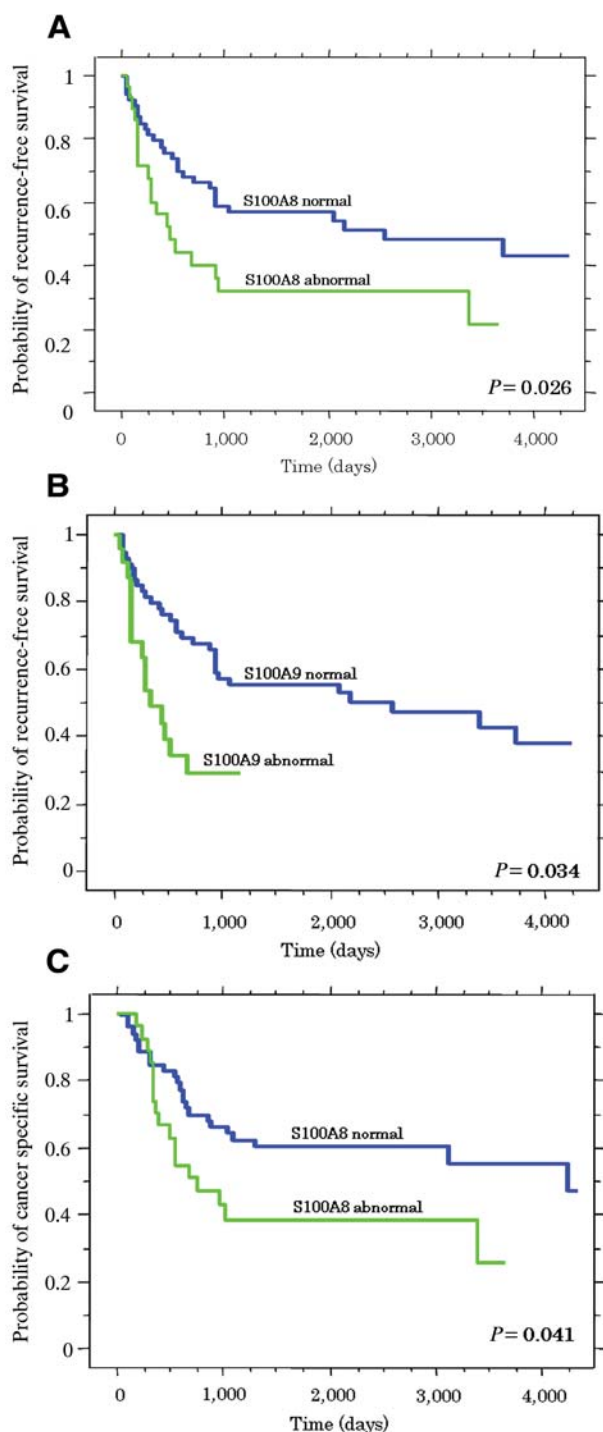 A
Probability of recurrence-free survival
1
0.8
0.6
0.4
0.2
0
S100A8 normal
S100A8 abnormal
P= 0.026
0 1,000 2,000 3,000 4,000
Time (days)
B
Probability of recurrence-free survival
1
0.8
0.6
0.4
0.2
0
S100A9 normal
S100A9 abnormal
P= 0.034
0 1,000 2,000 3,000 4,000
Time (days)
C
Probability of cancer specific survival
1
0.8
0.6
0.4
0.2
0
S100A8 normal
S100A8 abnormal
P= 0.041
0 1,000 2,000 3,000 4,000
Time (days)